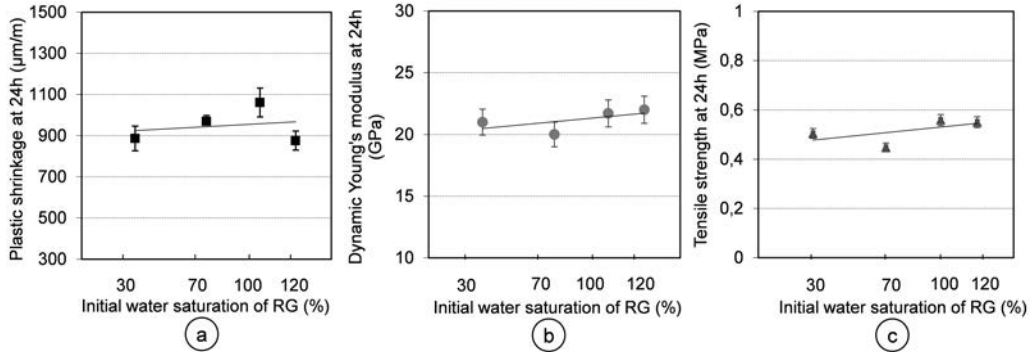 Plastic shrinkage at 24h (µm/m)
1500
1300
1100
900
700
500
300
30 70 100 120
Initial water saturation of RG (%)
a
Dynamic Young's modulus at 24h
(GPa)
30
25
20
15
10
30 70 100 120
Initial water saturation of RG (%)
b
Tensile strength at 24h (MPa)
1
0,8
0,6
0,4
0,2
0
30 70 100 120
Initial water saturation of RG (%)
c